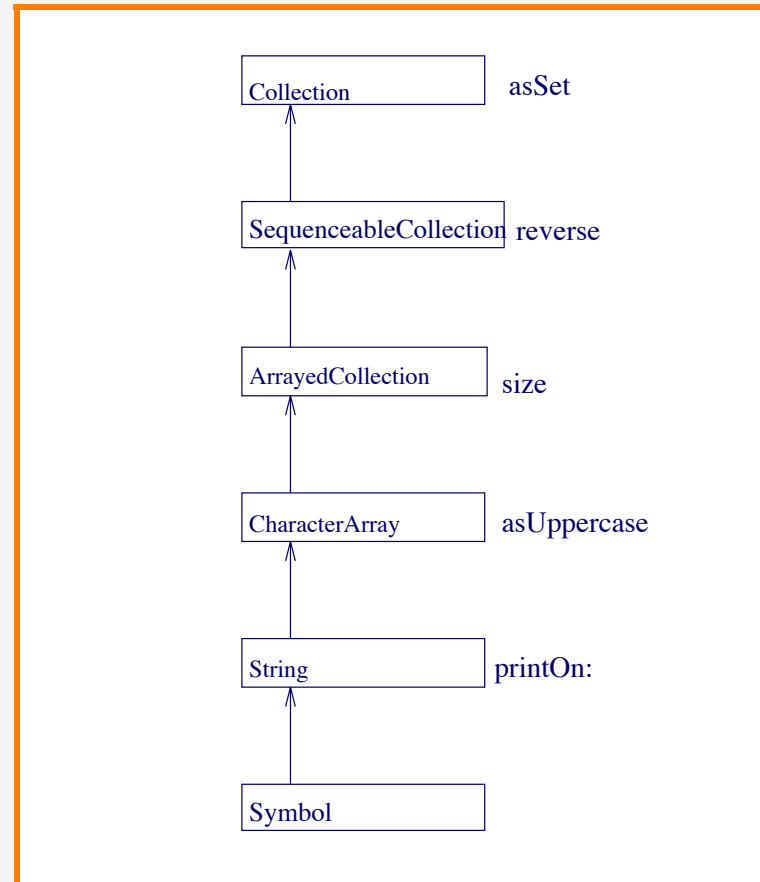 Collection asSet
SequenceableCollection reverse
ArrayedCollection size
CharacterArray asUppercase
String printOn:
Symbol